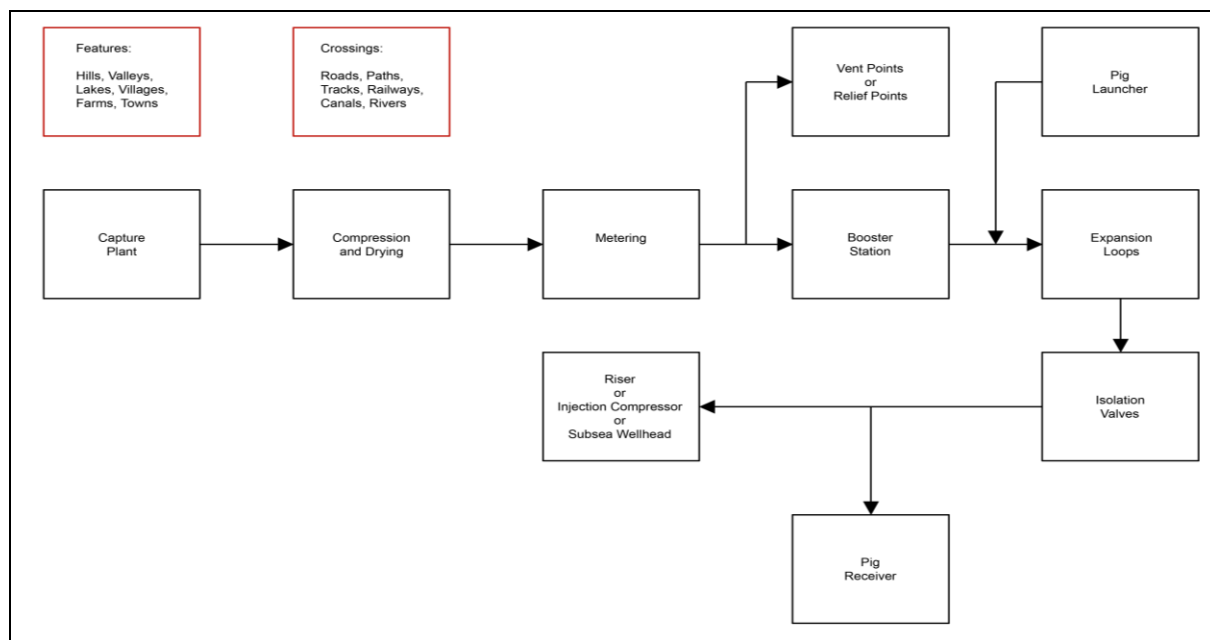 Features:
Hills, Valleys,
Lakes, Villages,
Farms, Towns
Crossings:
Roads, Paths,
Tracks, Railways,
Canals, Rivers
Vent Points
or
Relief Points
Pig
Launcher
Capture
Plant
Compression
and Drying
Metering
Booster
Station
Expansion
Loops
Riser
or
Injection Compressor
or
Subsea Wellhead
Isolation
Valves
Pig
Receiver